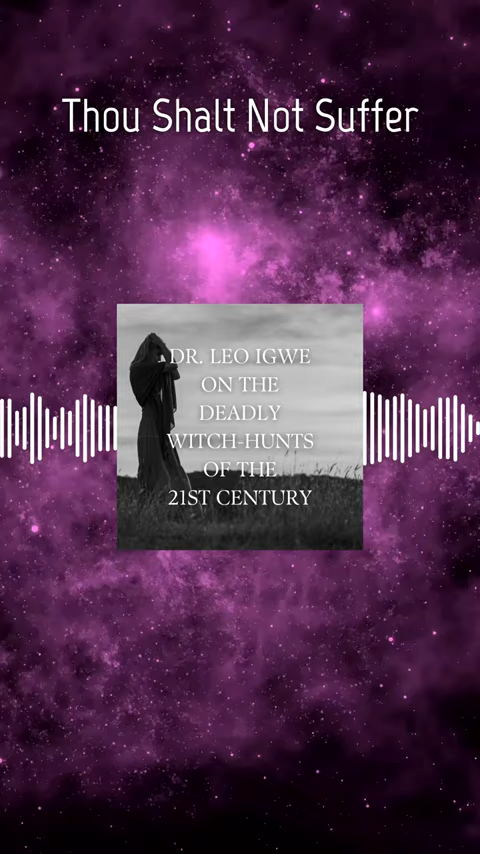 Thou Shalt Not Suffer
DR. LEO IGWE
ON THE
DEADLY
WITCH-HUNTS
OF THE
21ST CENTURY